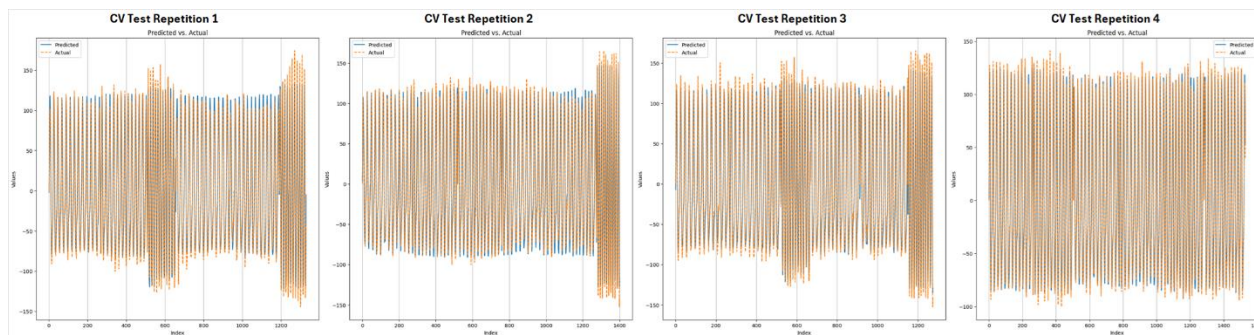 CV Test Repetition 1
Predicted vs. Actual
Predicted
Actual
Values
150
100
50
0
−50
−100
−150
0 200 400 600 800 1000 1200
Index
CV Test Repetition 2
Predicted vs. Actual
Predicted
Actual
Values
150
100
50
0
−50
−100
−150
0 200 400 600 800 1000 1200 1400
Index
CV Test Repetition 3
Predicted vs. Actual
Predicted
Actual
Values
150
100
50
0
−50
−100
−150
0 200 400 600 800 1000 1200
Index
CV Test Repetition 4
Predicted vs. Actual
Predicted
Actual
Values
150
100
50
0
−50
−100
0 200 400 600 800 1000 1200 1400
Index